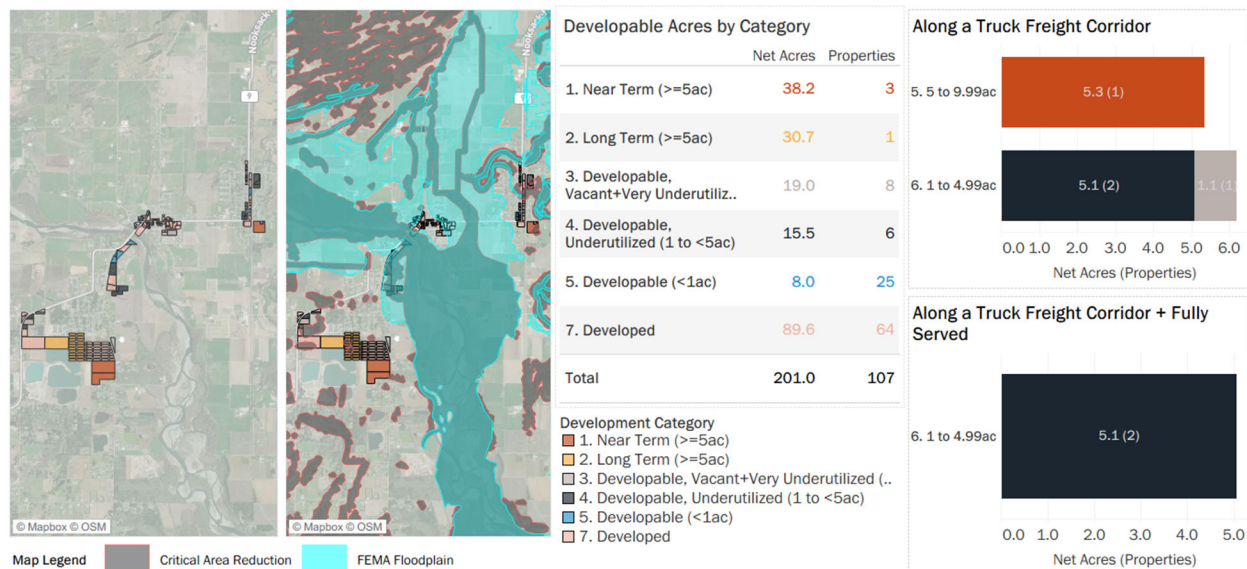 Nooksack
9
© Mapbox © OSM
Nooksack
© Mapbox © OSM
Map Legend
Critical Area Reduction
FEMA Floodplain
Developable Acres by Category
Net Acres Properties
1. Near Term (>=5ac) 38.2 3
2. Long Term (>=5ac) 30.7 1
3. Developable,
Vacant+Very Underutiliz.. 19.0 8
4. Developable,
Underutilized (1 to <5ac) 15.5 6
5. Developable (<1ac) 8.0 25
7. Developed 89.6 64
Total 201.0 107
Development Category
1. Near Term (>=5ac)
2. Long Term (>=5ac)
3. Developable, Vacant+Very Underutilized (..
4. Developable, Underutilized (1 to <5ac)
5. Developable (<1ac)
7. Developed
Along a Truck Freight Corridor
5. 5 to 9.99ac 5.3 (1)
6. 1 to 4.99ac 5.1 (2) 1.1 (1)
0.0 1.0 2.0 3.0 4.0 5.0 6.0
Net Acres (Properties)
Along a Truck Freight Corridor + Fully
Served
6. 1 to 4.99ac 5.1 (2)
0.0 1.0 2.0 3.0 4.0 5.0
Net Acres (Properties)